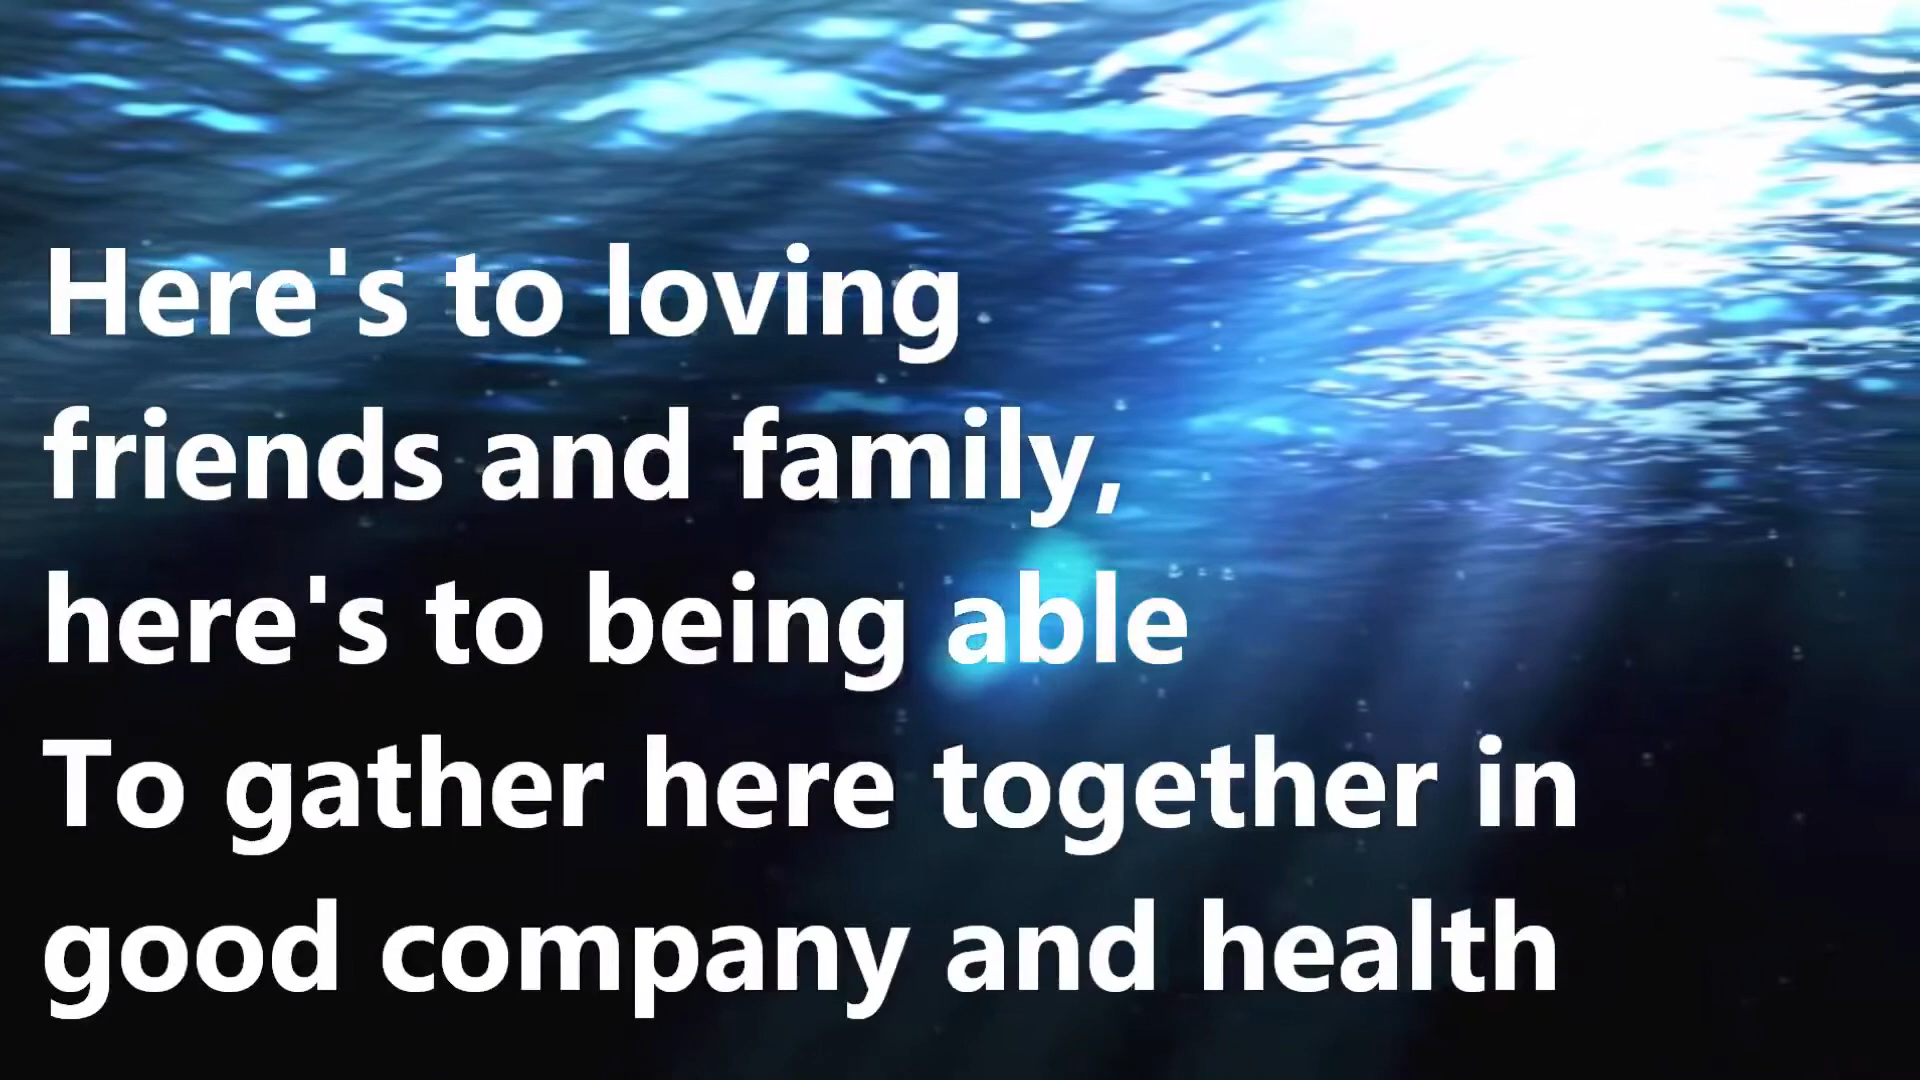 Here's to loving
friends and family,
here's to being able
To gather here together in
good company and health